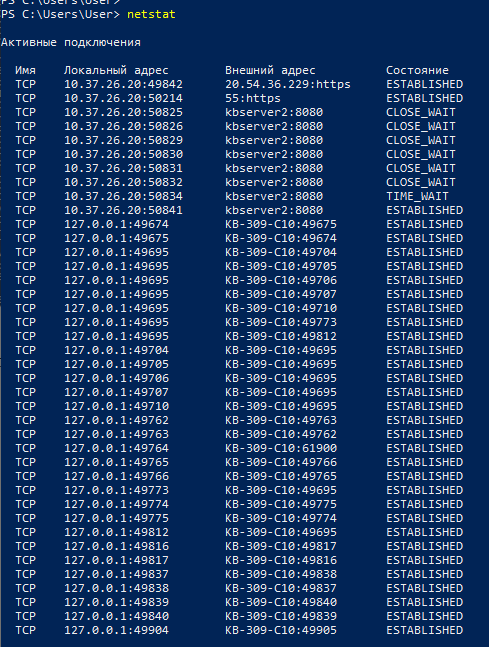 PS C:\Users\User>
PS C:\Users\User> netstat
Активные подключения
Имя Локальный адрес Внешний адрес Состояние
TCP 10.37.26.20:49842 20.54.36.229:https ESTABLISHED
TCP 10.37.26.20:50214 55:https ESTABLISHED
TCP 10.37.26.20:50825 kbserver2:8080 CLOSE_WAIT
TCP 10.37.26.20:50826 kbserver2:8080 CLOSE_WAIT
TCP 10.37.26.20:50829 kbserver2:8080 CLOSE_WAIT
TCP 10.37.26.20:50830 kbserver2:8080 CLOSE_WAIT
TCP 10.37.26.20:50831 kbserver2:8080 CLOSE_WAIT
TCP 10.37.26.20:50832 kbserver2:8080 CLOSE_WAIT
TCP 10.37.26.20:50834 kbserver2:8080 TIME_WAIT
TCP 10.37.26.20:50841 kbserver2:8080 ESTABLISHED
TCP 127.0.0.1:49674 KB-309-C10:49675 ESTABLISHED
TCP 127.0.0.1:49675 KB-309-C10:49674 ESTABLISHED
TCP 127.0.0.1:49695 KB-309-C10:49704 ESTABLISHED
TCP 127.0.0.1:49695 KB-309-C10:49705 ESTABLISHED
TCP 127.0.0.1:49695 KB-309-C10:49706 ESTABLISHED
TCP 127.0.0.1:49695 KB-309-C10:49707 ESTABLISHED
TCP 127.0.0.1:49695 KB-309-C10:49710 ESTABLISHED
TCP 127.0.0.1:49695 KB-309-C10:49773 ESTABLISHED
TCP 127.0.0.1:49695 KB-309-C10:49812 ESTABLISHED
TCP 127.0.0.1:49704 KB-309-C10:49695 ESTABLISHED
TCP 127.0.0.1:49705 KB-309-C10:49695 ESTABLISHED
TCP 127.0.0.1:49706 KB-309-C10:49695 ESTABLISHED
TCP 127.0.0.1:49707 KB-309-C10:49695 ESTABLISHED
TCP 127.0.0.1:49710 KB-309-C10:49695 ESTABLISHED
TCP 127.0.0.1:49762 KB-309-C10:49763 ESTABLISHED
TCP 127.0.0.1:49763 KB-309-C10:49762 ESTABLISHED
TCP 127.0.0.1:49764 KB-309-C10:61900 ESTABLISHED
TCP 127.0.0.1:49765 KB-309-C10:49766 ESTABLISHED
TCP 127.0.0.1:49766 KB-309-C10:49765 ESTABLISHED
TCP 127.0.0.1:49773 KB-309-C10:49695 ESTABLISHED
TCP 127.0.0.1:49774 KB-309-C10:49775 ESTABLISHED
TCP 127.0.0.1:49775 KB-309-C10:49774 ESTABLISHED
TCP 127.0.0.1:49812 KB-309-C10:49695 ESTABLISHED
TCP 127.0.0.1:49816 KB-309-C10:49817 ESTABLISHED
TCP 127.0.0.1:49817 KB-309-C10:49816 ESTABLISHED
TCP 127.0.0.1:49837 KB-309-C10:49838 ESTABLISHED
TCP 127.0.0.1:49838 KB-309-C10:49837 ESTABLISHED
TCP 127.0.0.1:49839 KB-309-C10:49840 ESTABLISHED
TCP 127.0.0.1:49840 KB-309-C10:49839 ESTABLISHED
TCP 127.0.0.1:49904 KB-309-C10:49905 ESTABLISHED